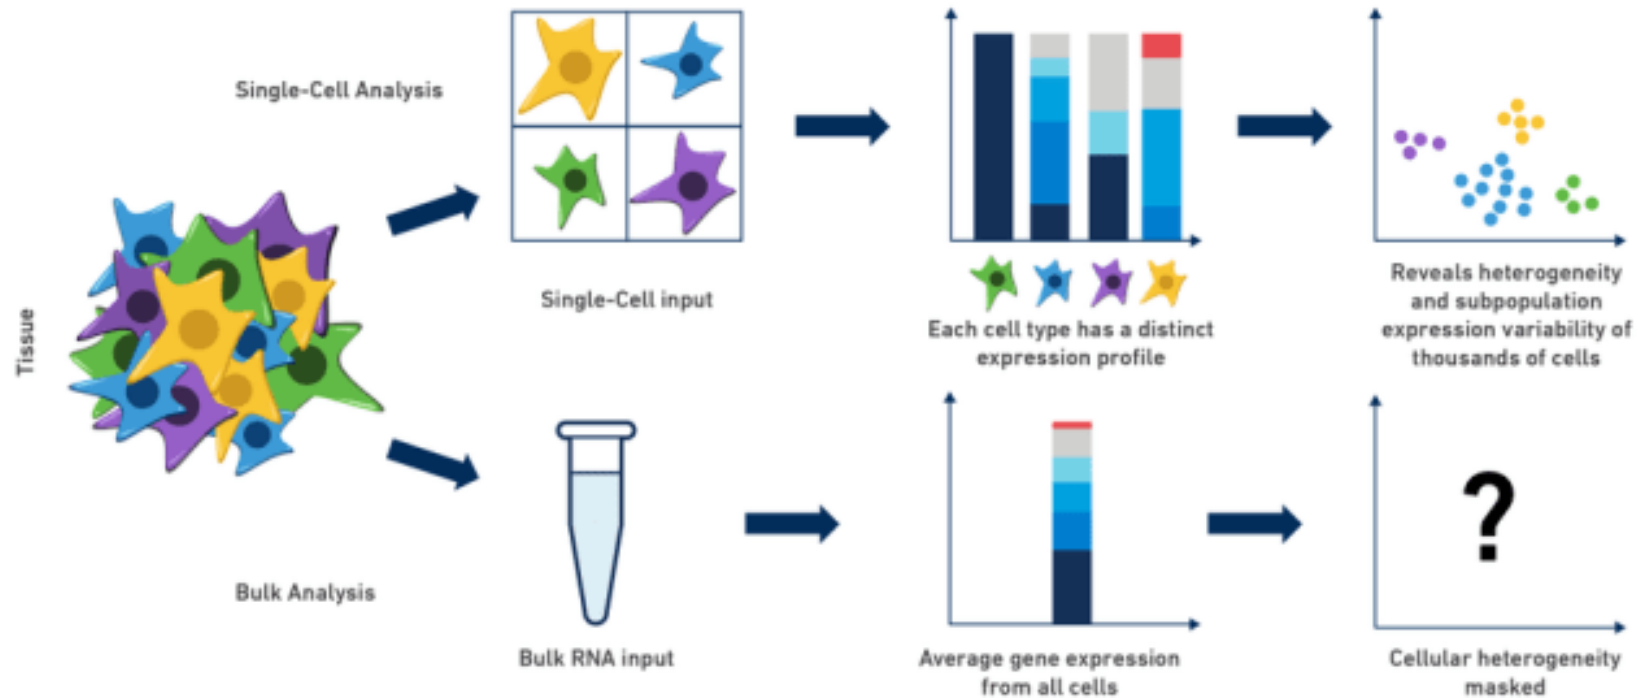 Tissue
Single-Cell Analysis
Single-Cell input
Each cell type has a distinct
expression profile
Reveals heterogeneity
and subpopulation
expression variability of
thousands of cells
Bulk Analysis
Bulk RNA input
Average gene expression
from all cells
?
Cellular heterogeneity
masked